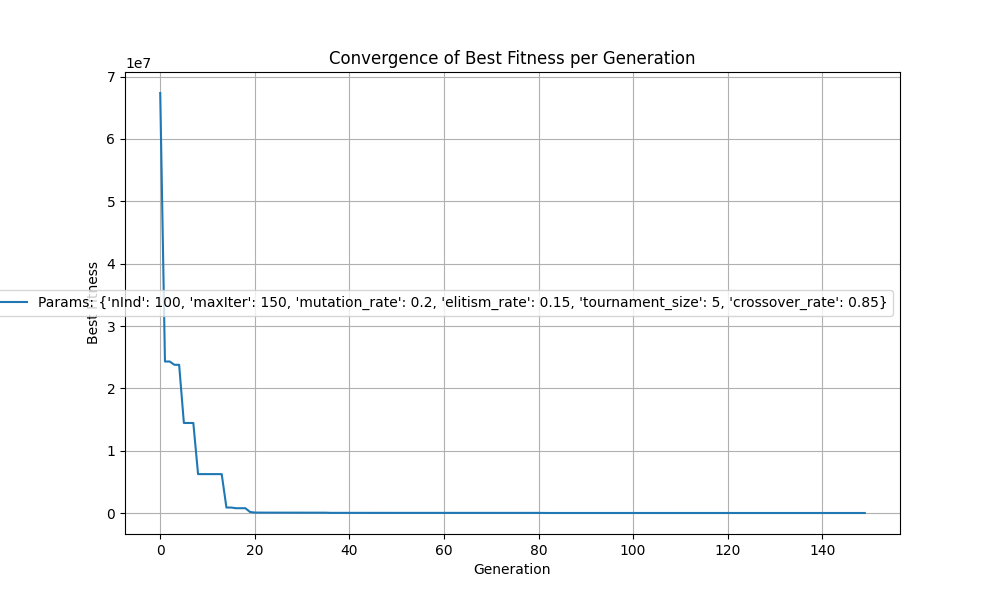 Convergence of Best Fitness per Generation
1e7
7
6
5
4
3
2
1
0
Best Fitness
Params: {'nInd': 100, 'maxIter': 150, 'mutation_rate': 0.2, 'elitism_rate': 0.15, 'tournament_size': 5, 'crossover_rate': 0.85}
0 20 40 60 80 100 120 140
Generation